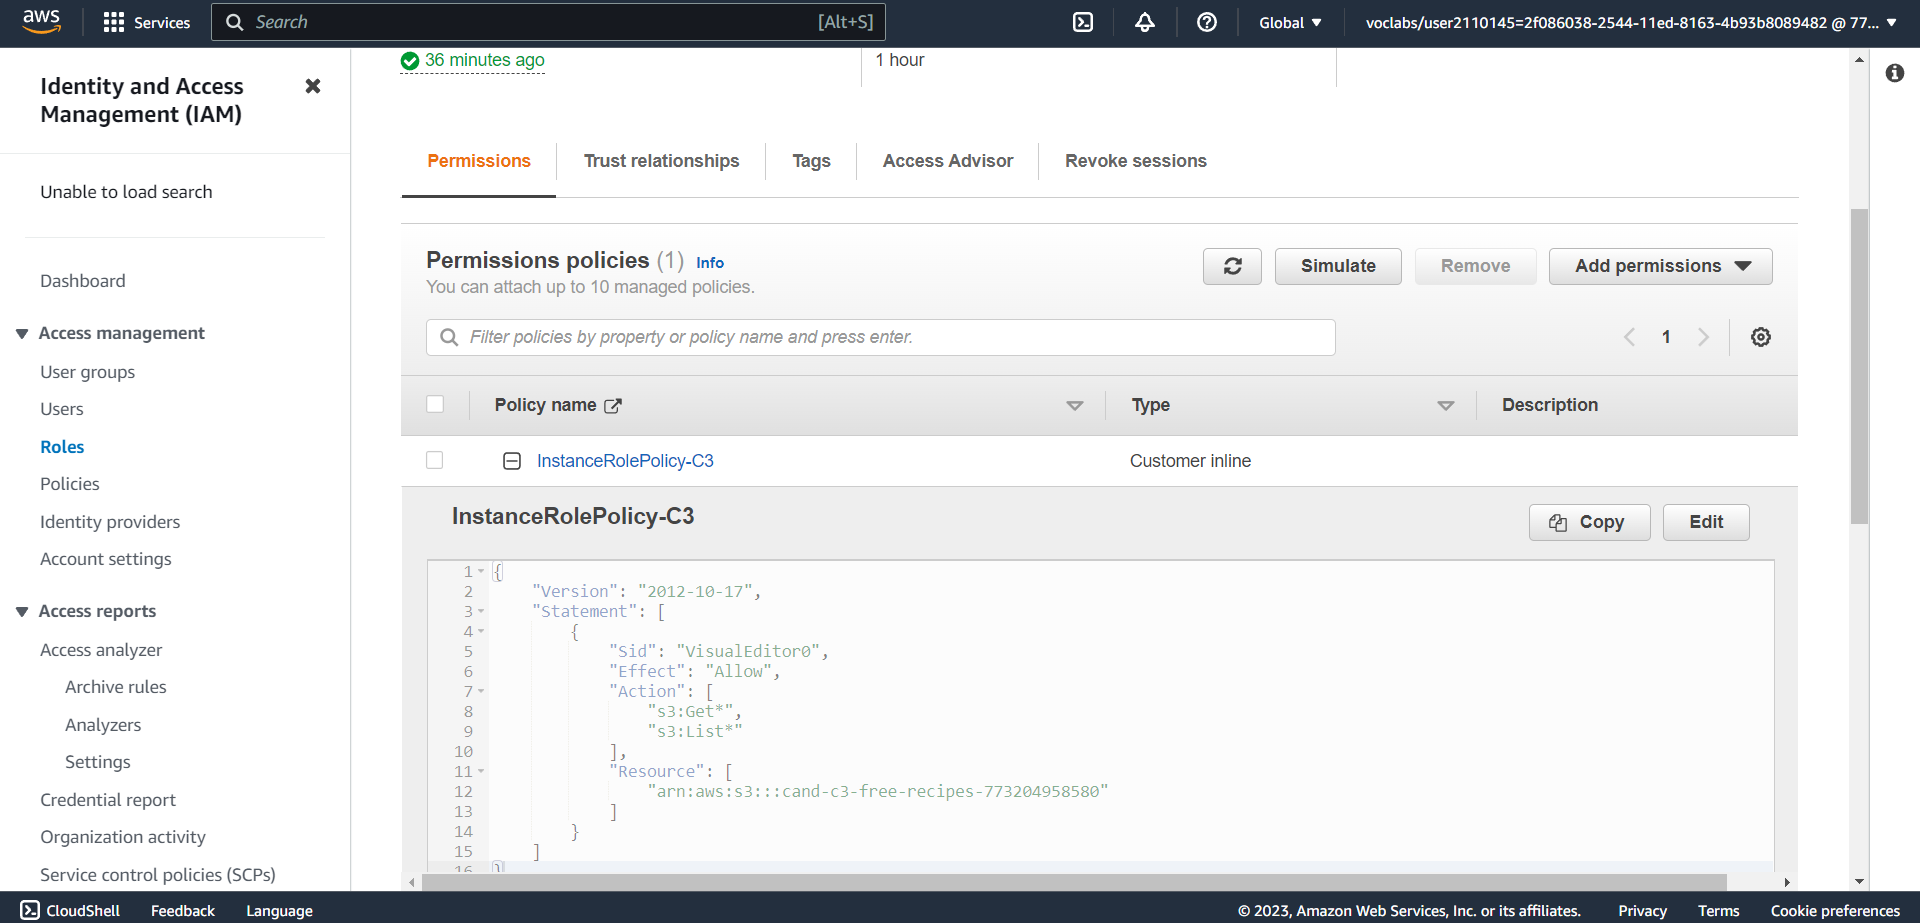 aws
Services
Search
[Alt+S]
Global
voclabs/user2110145=2f086038-2544-11ed-8163-4b93b8089482 @ 77...
Identity and Access
Management (IAM)
Unable to load search
Dashboard
Access management
User groups
Users
Roles
Policies
Identity providers
Account settings
Access reports
Access analyzer
Archive rules
Analyzers
Settings
Credential report
Organization activity
Service control policies (SCPs)
36 minutes ago
1 hour
Permissions
Trust relationships
Tags
Access Advisor
Revoke sessions
Permissions policies (1) Info
You can attach up to 10 managed policies.
Simulate
Remove
Add permissions
Filter policies by property or policy name and press enter.
1
Policy name
Type
Description
InstanceRolePolicy-C3
Customer inline
InstanceRolePolicy-C3
Copy
Edit
1 {
2 "Version": "2012-10-17",
3 "Statement": [
4 {
5 "Sid": "VisualEditor0",
6 "Effect": "Allow",
7 "Action": [
8 "s3:Get*",
9 "s3:List*"
10 ],
11 "Resource": [
12 "arn:aws:s3:::cand-c3-free-recipes-773204958580"
13 ]
14 }
15 ]
16 }
CloudShell
Feedback
Language
© 2023, Amazon Web Services, Inc. or its affiliates.
Privacy
Terms
Cookie preferences